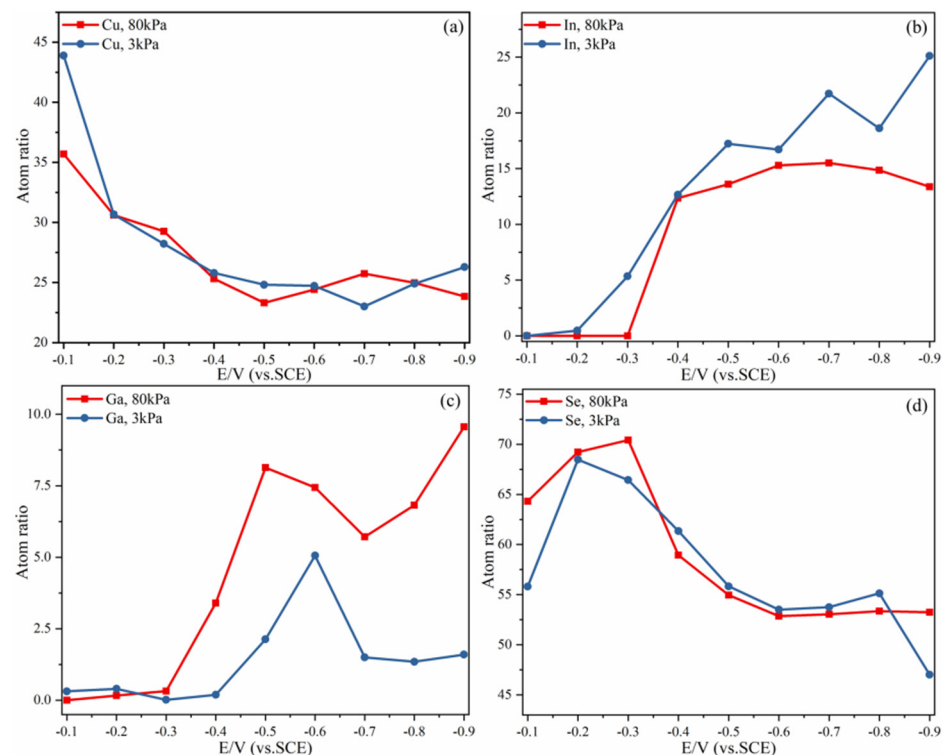 Cu, 80kPa
Cu, 3kPa
(a)
45
40
35
30
25
20
Atom ratio
-0.1 -0.2 -0.3 -0.4 -0.5 -0.6 -0.7 -0.8 -0.9
E/V (vs.SCE)
In, 80kPa
In, 3kPa
(b)
25
20
15
10
5
0
Atom ratio
-0.1 -0.2 -0.3 -0.4 -0.5 -0.6 -0.7 -0.8 -0.9
E/V (vs.SCE)
Ga, 80kPa
Ga, 3kPa
(c)
10.0
7.5
5.0
2.5
0.0
Atom ratio
-0.1 -0.2 -0.3 -0.4 -0.5 -0.6 -0.7 -0.8 -0.9
E/V (vs.SCE)
Se, 80kPa
Se, 3kPa
(d)
75
70
65
60
55
50
45
Atom ratio
-0.1 -0.2 -0.3 -0.4 -0.5 -0.6 -0.7 -0.8 -0.9
E/V (vs.SCE)